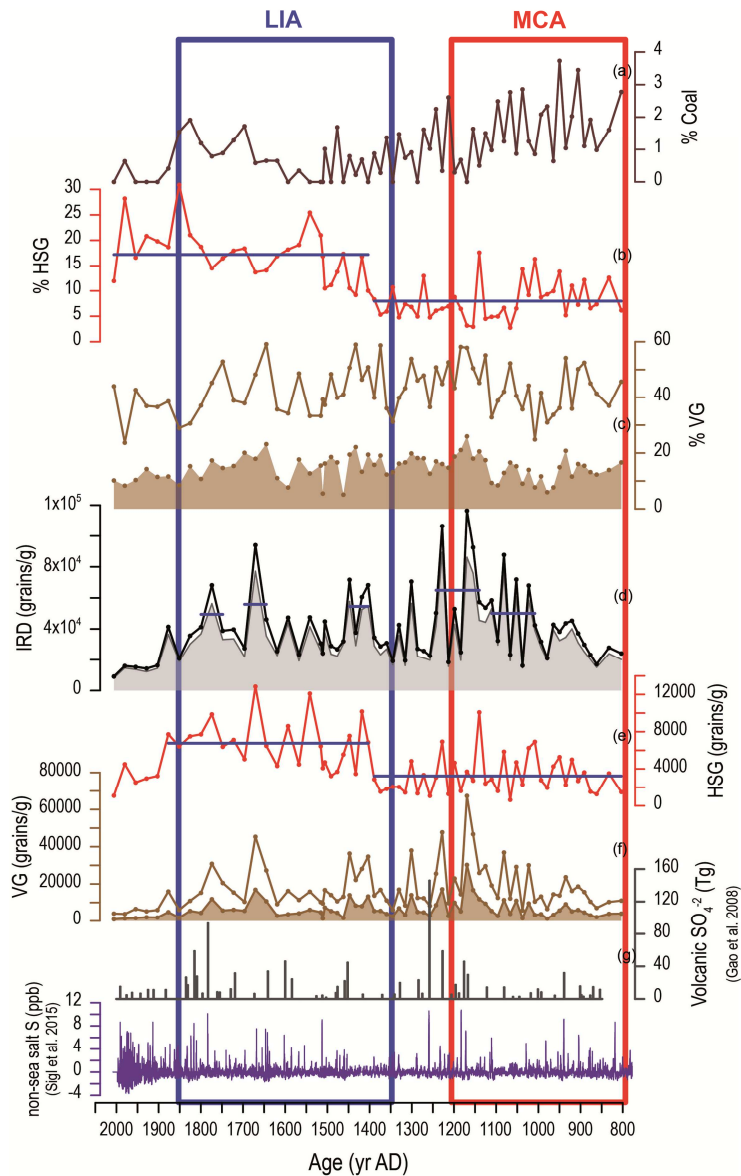 LIA
MCA
(a)
4
3
2
1
0
% Coal
30
25
20
15
10
5
0
% HSG
(b)
60
40
20
0
% VG
(c)
1x10^5
8x10^4
4x10^4
0
IRD (grains/g)
(d)
12000
8000
4000
0
HSG (grains/g)
(e)
80000
60000
40000
20000
0
VG (grains/g)
(f)
160
120
80
40
0
Volcanic SO4^-2 (Tg)
(Gao et al. 2008)
(g)
12
8
4
0
-4
non-sea salt S (ppb)
(Sigl et al. 2015)
2000 1900 1800 1700 1600 1500 1400 1300 1200 1100 1000 900 800
Age (yr AD)